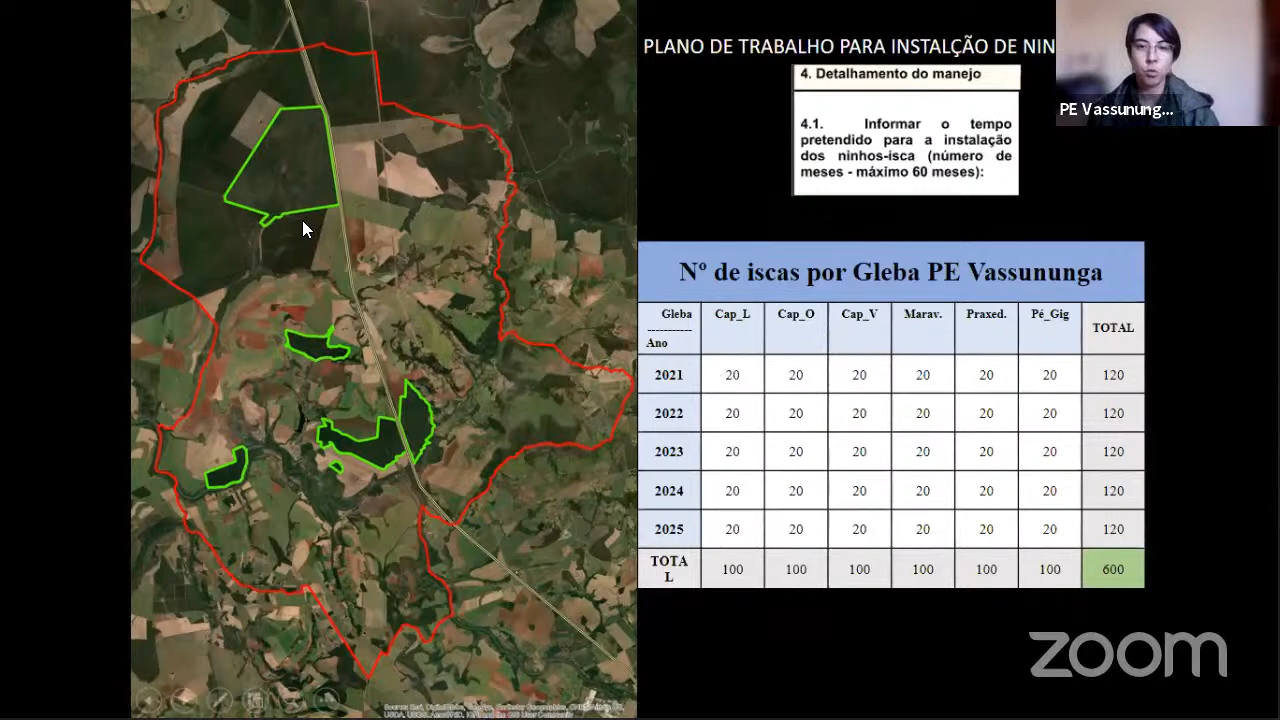 PLANO DE TRABALHO PARA INSTALÇÃO DE NIN
4. Detalhamento do manejo
4.1. Informar o tempo
pretendido para a instalação
dos ninhos-isca (número de
meses - máximo 60 meses):
PE Vassunung...
Nº de iscas por Gleba PE Vassununga
Gleba
-----------
Ano
Cap_L Cap_O Cap_V Marav. Praxed. Pé_Gig TOTAL
2021 20 20 20 20 20 20 120
2022 20 20 20 20 20 20 120
2023 20 20 20 20 20 20 120
2024 20 20 20 20 20 20 120
2025 20 20 20 20 20 20 120
TOTA
L
100 100 100 100 100 100 600
zoom